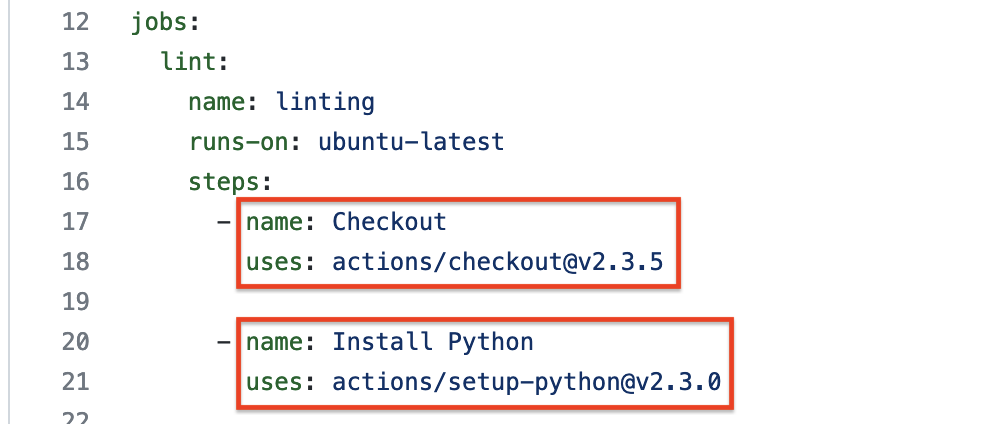 12 jobs:
13 lint:
14 name: linting
15 runs-on: ubuntu-latest
16 steps:
17 - name: Checkout
18 uses: actions/checkout@v2.3.5
19
20 - name: Install Python
21 uses: actions/setup-python@v2.3.0
22